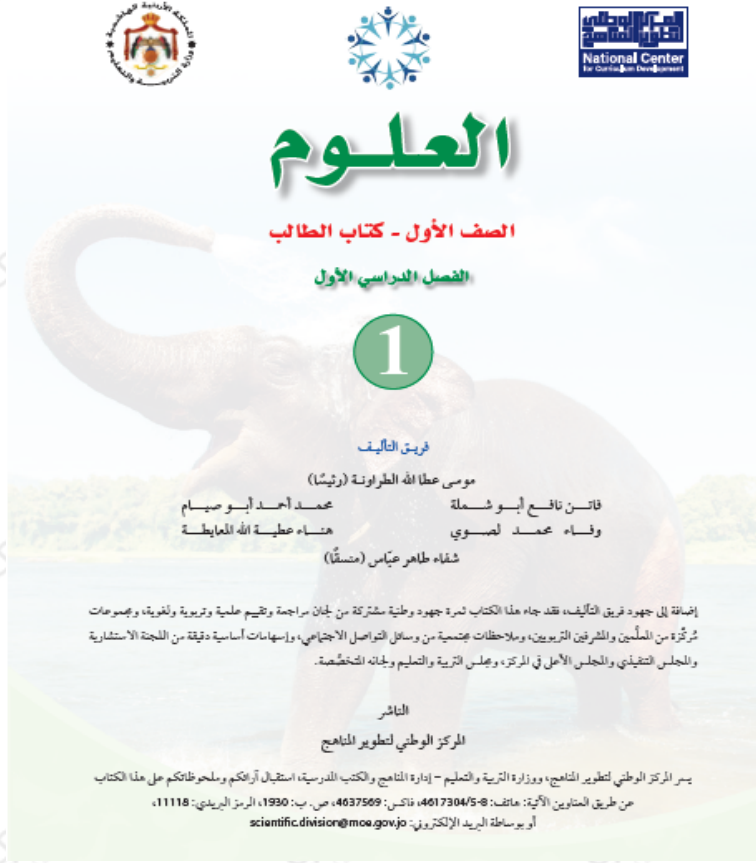 المملكة الأردنية الهاشمية
وزارة التربية والتعليم
المركز الوطني
لتطوير المناهج
National Center
for Curriculum Development
العلوم
الصف الأول - كتاب الطالب
الفصل الدراسي الأول
1
فريق التأليف
موسى عطا الله الطراونة (رئيسًا)
فاتن نافع أبو شملة محمد أحمد أبو صيام
وفاء محمد لصوي هناء عطية الله المعايطة
شفاء طاهر عباس (منسقًا)
إضافة إلى جهود فريق التأليف، فقد جاء هذا الكتاب ثمرة جهود وطنية مشتركة من لجان مراجعة وتقييم علمية وتربوية ولغوية، ومجموعات
مُركَّزة من المعلِّمين والمشرفين التربويين، وملاحظات مجتمعية من وسائل التواصل الاجتماعي، وإسهامات أساسية دقيقة من اللجنة الاستشارية
والمجلس التنفيذي والمجلس الأعلى في المركز، ومجلس التربية والتعليم ولجانه المتخصِّصة.
الناشر
المركز الوطني لتطوير المناهج
يسر المركز الوطني لتطوير المناهج، ووزارة التربية والتعليم - إدارة المناهج والكتب المدرسية، استقبال آرائكم وملحوظاتكم على هذا الكتاب
عن طريق العناوين الآتية: هاتف: 8-4617304/5، فاكس: 4637569، ص. ب: 1930، الرمز البريدي: 11118،
أو بوساطة البريد الإلكتروني: scientific.division@moe.gov.jo